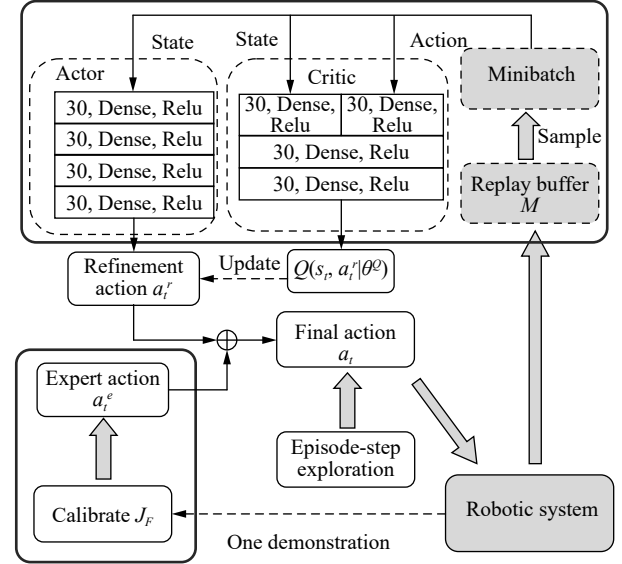 State
State
Action
Actor
Critic
Minibatch
30, Dense, Relu
30, Dense, Relu
30, Dense, Relu
30, Dense, Relu
30, Dense,
Relu
30, Dense,
Relu
30, Dense, Relu
30, Dense, Relu
Sample
Replay buffer
M
Refinement
action a_t^r
Update
Q(s_t, a_t^r|θ^Q)
Final action
a_t
Expert action
a_t^e
Episode-step
exploration
Calibrate J_F
Robotic system
One demonstration